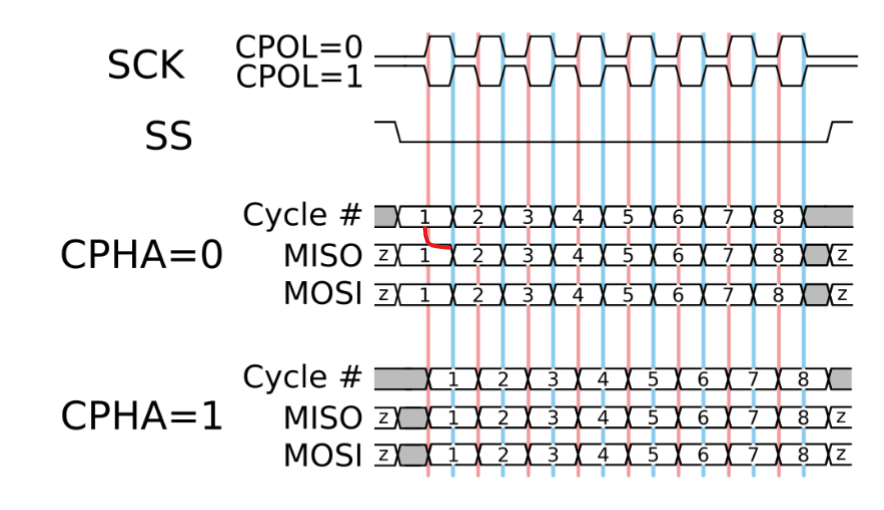 SCK CPOL=0
CPOL=1
SS
Cycle # 1 2 3 4 5 6 7 8
CPHA=0 MISO z 1 2 3 4 5 6 7 8 z
MOSI z 1 2 3 4 5 6 7 8 z
Cycle # 1 2 3 4 5 6 7 8
CPHA=1 MISO z 1 2 3 4 5 6 7 8 z
MOSI z 1 2 3 4 5 6 7 8 z